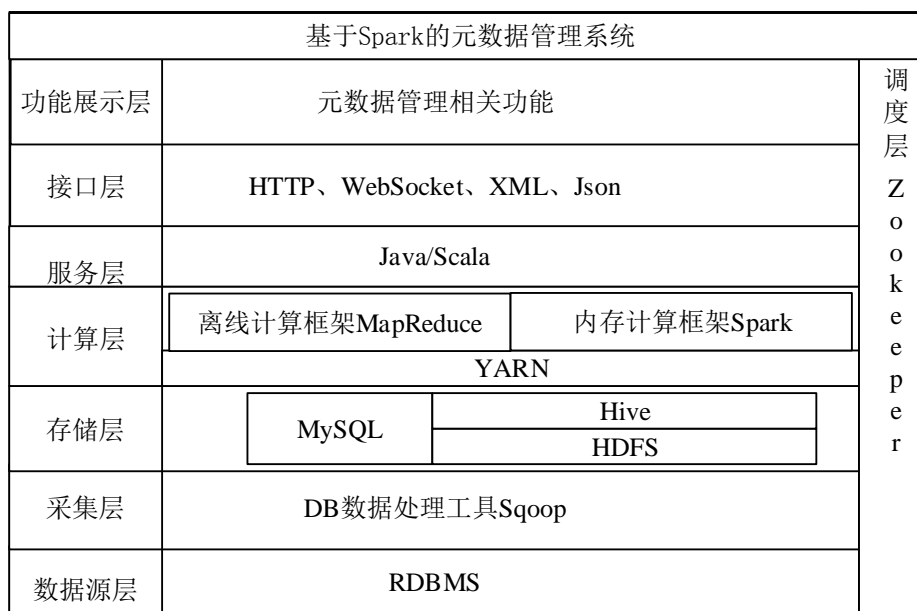 基于Spark的元数据管理系统
功能展示层
元数据管理相关功能
接口层
HTTP、WebSocket、XML、Json
服务层
Java/Scala
计算层
离线计算框架MapReduce
内存计算框架Spark
YARN
存储层
MySQL
Hive
HDFS
采集层
DB数据处理工具Sqoop
数据源层
RDBMS
调度层 Zookeeper